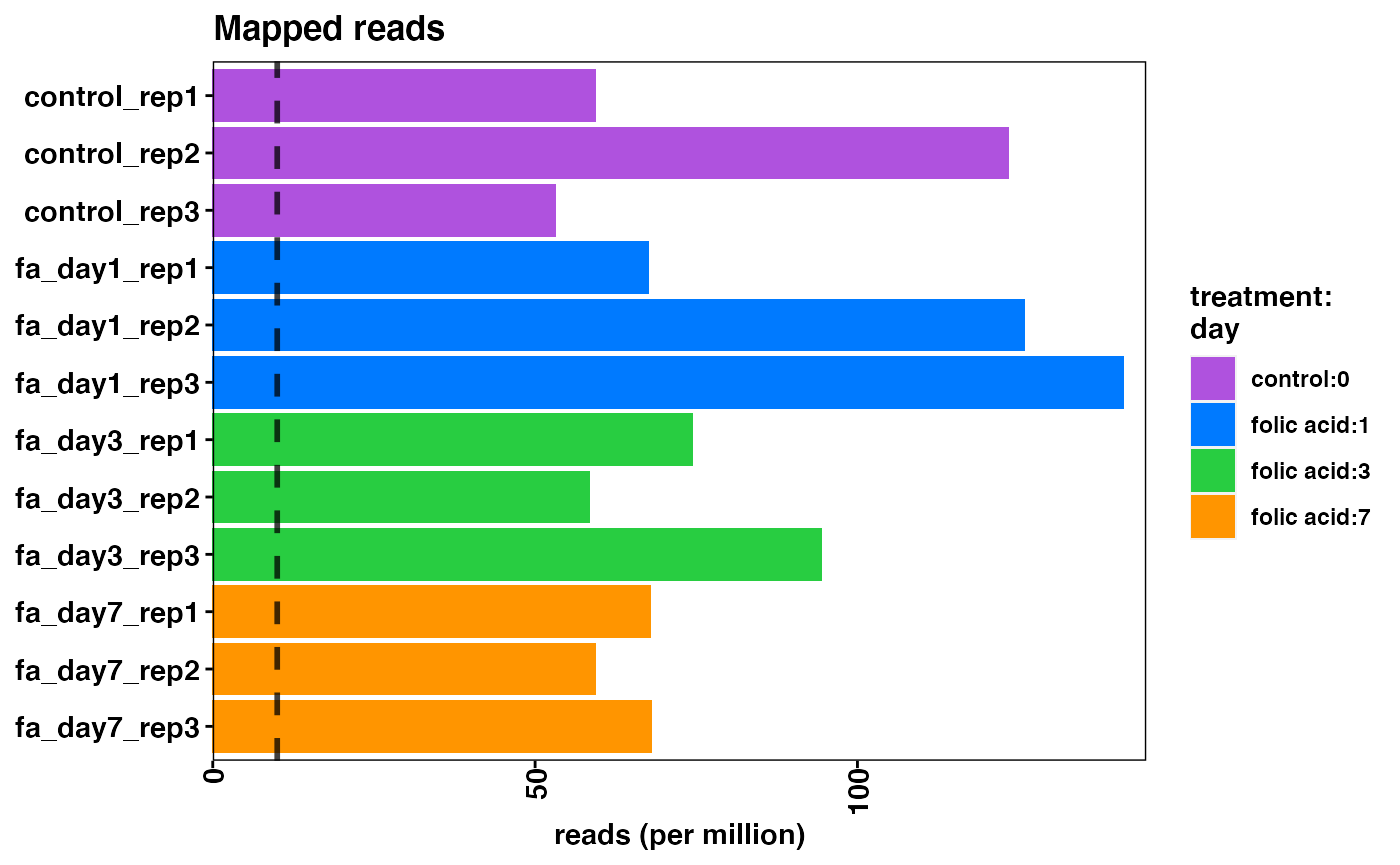 Mapped reads
control_rep1
control_rep2
control_rep3
fa_day1_rep1
fa_day1_rep2
fa_day1_rep3
fa_day3_rep1
fa_day3_rep2
fa_day3_rep3
fa_day7_rep1
fa_day7_rep2
fa_day7_rep3
0
50
100
reads (per million)
treatment:
day
control:0
folic acid:1
folic acid:3
folic acid:7